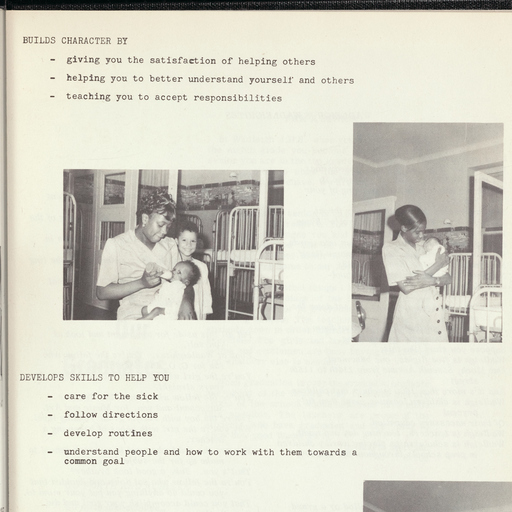 BUILDS CHARACTER BY
- giving you the satisfaction of helping others
- helping you to better understand yourself and others
- teaching you to accept responsibilities
DEVELOPS SKILLS TO HELP YOU
- care for the sick
- follow directions
- develop routines
- understand people and how to work with them towards a
common goal